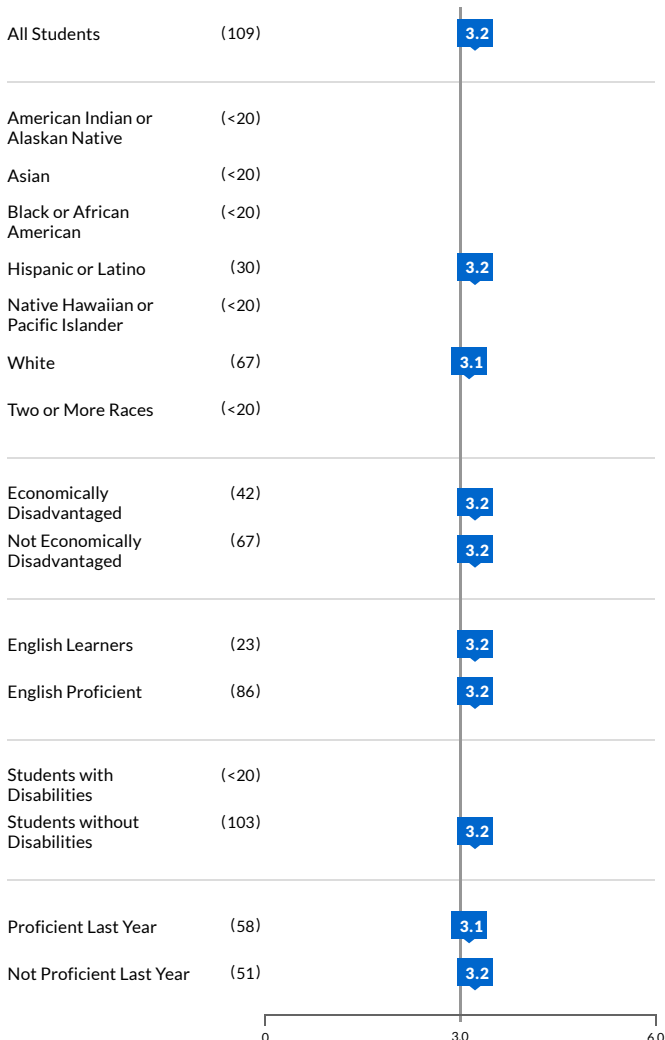 All Students (109) 3.2
American Indian or
Alaskan Native (<20)
Asian (<20)
Black or African
American (<20)
Hispanic or Latino (30) 3.2
Native Hawaiian or
Pacific Islander (<20)
White (67) 3.1
Two or More Races (<20)
Economically
Disadvantaged (42) 3.2
Not Economically
Disadvantaged (67) 3.2
English Learners (23) 3.2
English Proficient (86) 3.2
Students with
Disabilities (<20)
Students without
Disabilities (103) 3.2
Proficient Last Year (58) 3.1
Not Proficient Last Year (51) 3.2
0 3.0 6.0